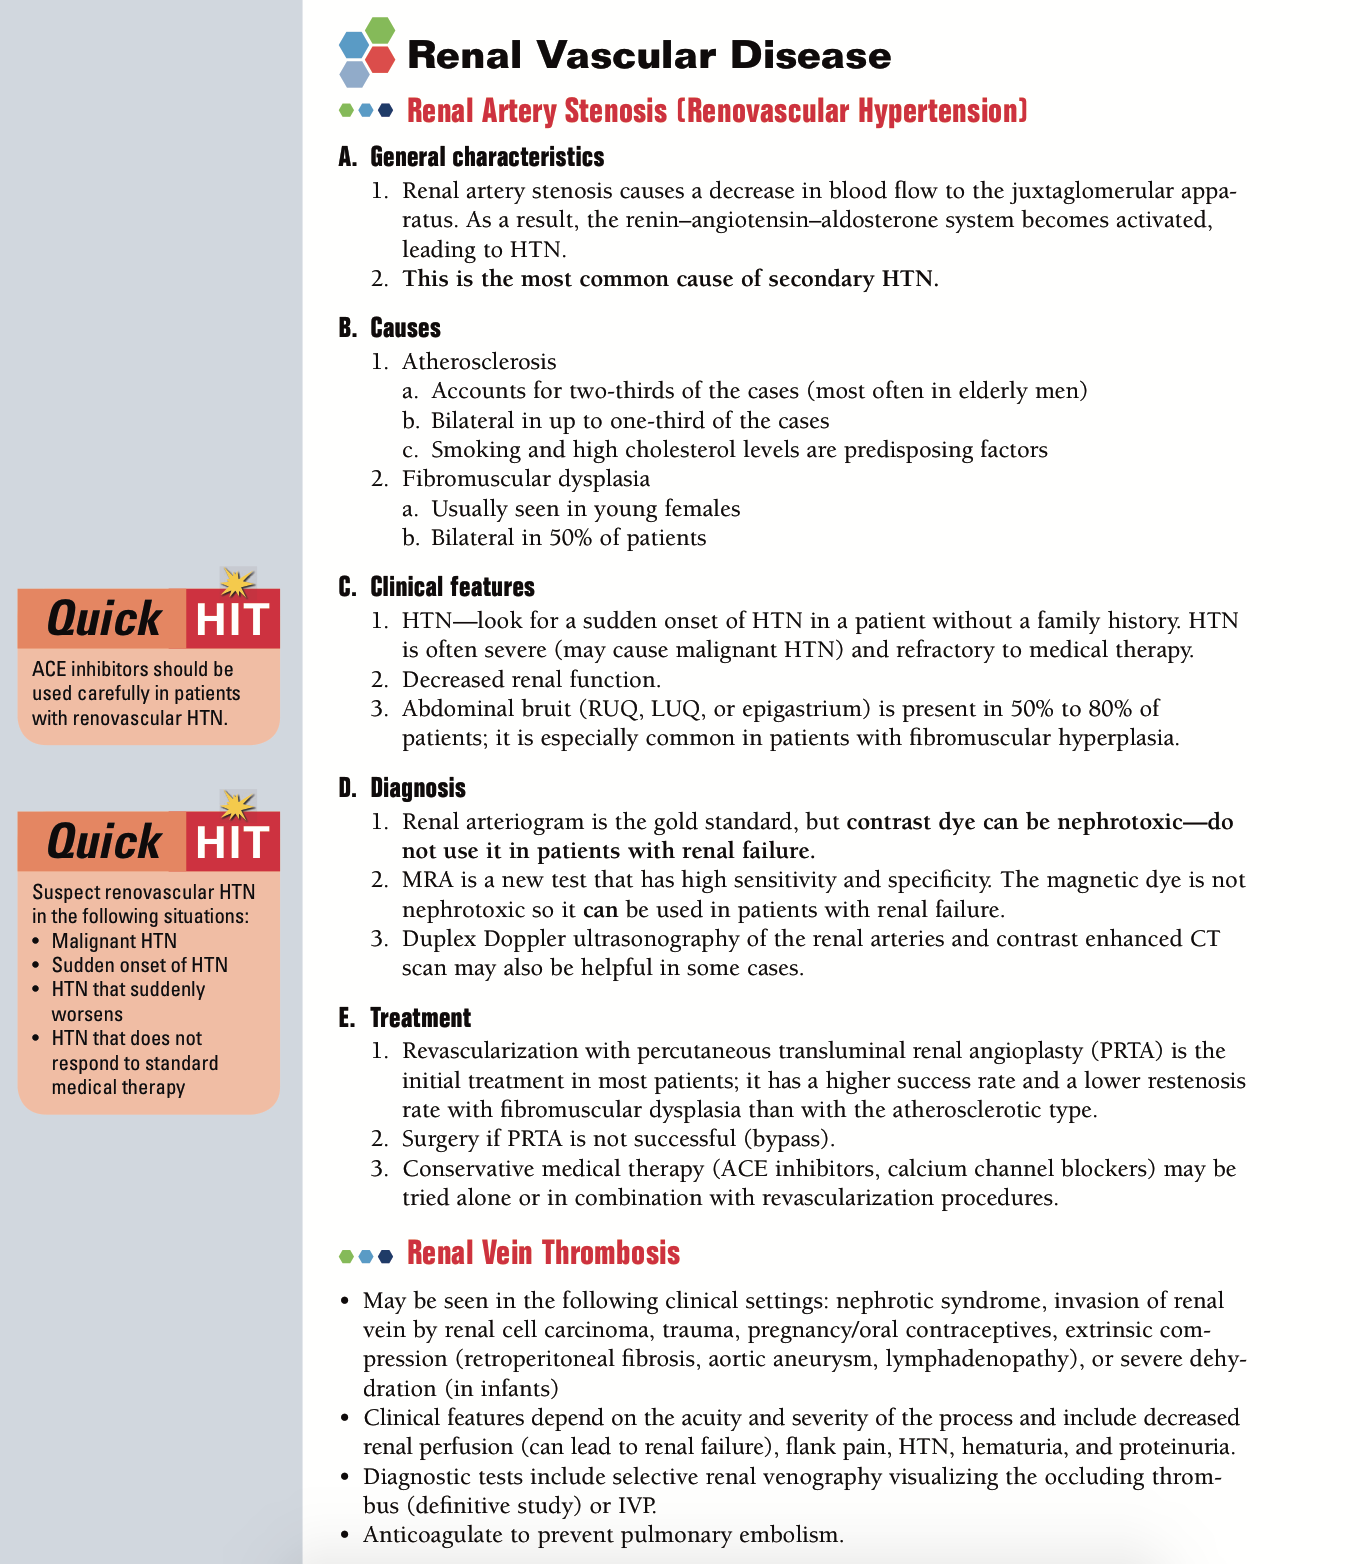 Renal Vascular Disease
Renal Artery Stenosis (Renovascular Hypertension)
A. General characteristics
1. Renal artery stenosis causes a decrease in blood flow to the juxtaglomerular appa-
ratus. As a result, the renin–angiotensin–aldosterone system becomes activated,
leading to HTN.
2. This is the most common cause of secondary HTN.
B. Causes
1. Atherosclerosis
a. Accounts for two-thirds of the cases (most often in elderly men)
b. Bilateral in up to one-third of the cases
c. Smoking and high cholesterol levels are predisposing factors
2. Fibromuscular dysplasia
a. Usually seen in young females
b. Bilateral in 50% of patients
C. Clinical features
1. HTN—look for a sudden onset of HTN in a patient without a family history. HTN
is often severe (may cause malignant HTN) and refractory to medical therapy.
2. Decreased renal function.
3. Abdominal bruit (RUQ, LUQ, or epigastrium) is present in 50% to 80% of
patients; it is especially common in patients with fibromuscular hyperplasia.
D. Diagnosis
1. Renal arteriogram is the gold standard, but contrast dye can be nephrotoxic—do
not use it in patients with renal failure.
2. MRA is a new test that has high sensitivity and specificity. The magnetic dye is not
nephrotoxic so it can be used in patients with renal failure.
3. Duplex Doppler ultrasonography of the renal arteries and contrast enhanced CT
scan may also be helpful in some cases.
E. Treatment
1. Revascularization with percutaneous transluminal renal angioplasty (PRTA) is the
initial treatment in most patients; it has a higher success rate and a lower restenosis
rate with fibromuscular dysplasia than with the atherosclerotic type.
2. Surgery if PRTA is not successful (bypass).
3. Conservative medical therapy (ACE inhibitors, calcium channel blockers) may be
tried alone or in combination with revascularization procedures.
Renal Vein Thrombosis
• May be seen in the following clinical settings: nephrotic syndrome, invasion of renal
vein by renal cell carcinoma, trauma, pregnancy/oral contraceptives, extrinsic com-
pression (retroperitoneal fibrosis, aortic aneurysm, lymphadenopathy), or severe dehy-
dration (in infants)
• Clinical features depend on the acuity and severity of the process and include decreased
renal perfusion (can lead to renal failure), flank pain, HTN, hematuria, and proteinuria.
• Diagnostic tests include selective renal venography visualizing the occluding throm-
bus (definitive study) or IVP.
• Anticoagulate to prevent pulmonary embolism.
Quick HIT
ACE inhibitors should be
used carefully in patients
with renovascular HTN.
Quick HIT
Suspect renovascular HTN
in the following situations:
• Malignant HTN
• Sudden onset of HTN
• HTN that suddenly
worsens
• HTN that does not
respond to standard
medical therapy